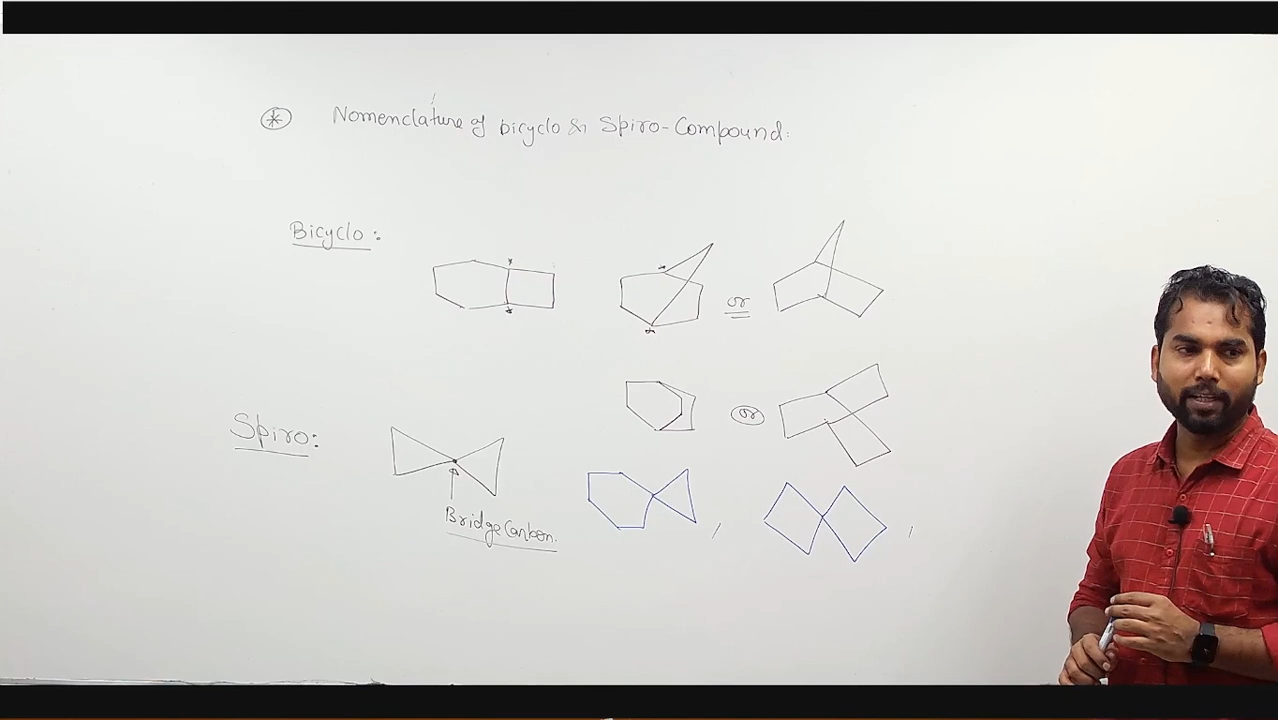 * Nomenclature of bicyclo & Spiro-Compound:
Bicyclo:
or
or
Spiro:
Bridge Carbon.